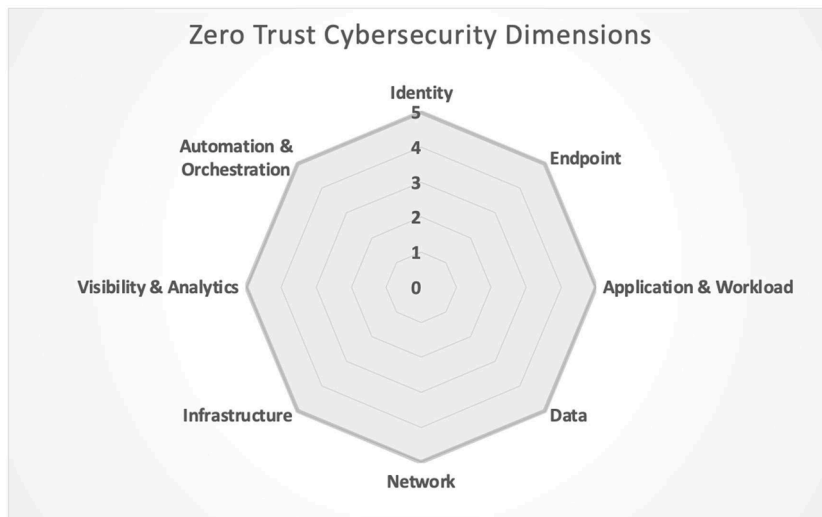 Zero Trust Cybersecurity Dimensions
Identity
5
4
3
2
1
0
Endpoint
Application & Workload
Data
Network
Infrastructure
Visibility & Analytics
Automation &
Orchestration